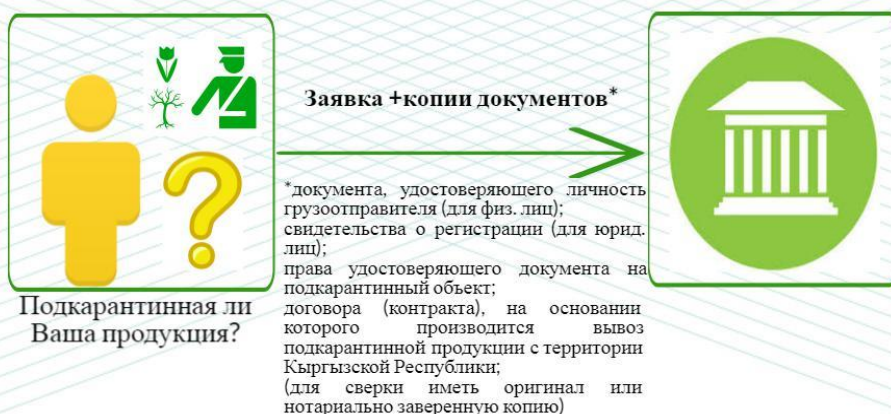 Заявка +копии документов*
*документа, удостоверяющего личность
грузоотправителя (для физ. лиц);
свидетельства о регистрации (для юрид.
лиц);
права удостоверяющего документа на
подкарантинный объект;
договора (контракта), на основании
которого производится вывоз
подкарантинной продукции с территории
Кыргызской Республики;
(для сверки иметь оригинал или
нотариально заверенную копию)
Подкарантинная ли
Ваша продукция?